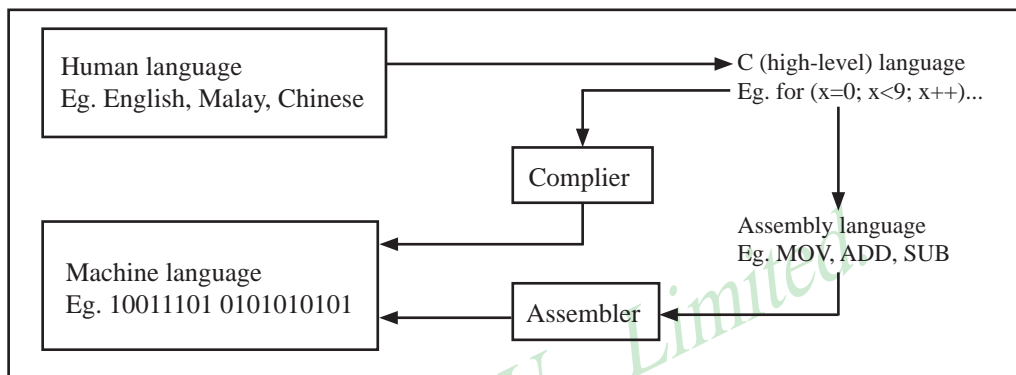 Human language
Eg. English, Malay, Chinese
C (high-level) language
Eg. for (x=0; x<9; x++)...
Complier
Assembly language
Eg. MOV, ADD, SUB
Machine language
Eg. 10011101 0101010101
Assembler
Limited.